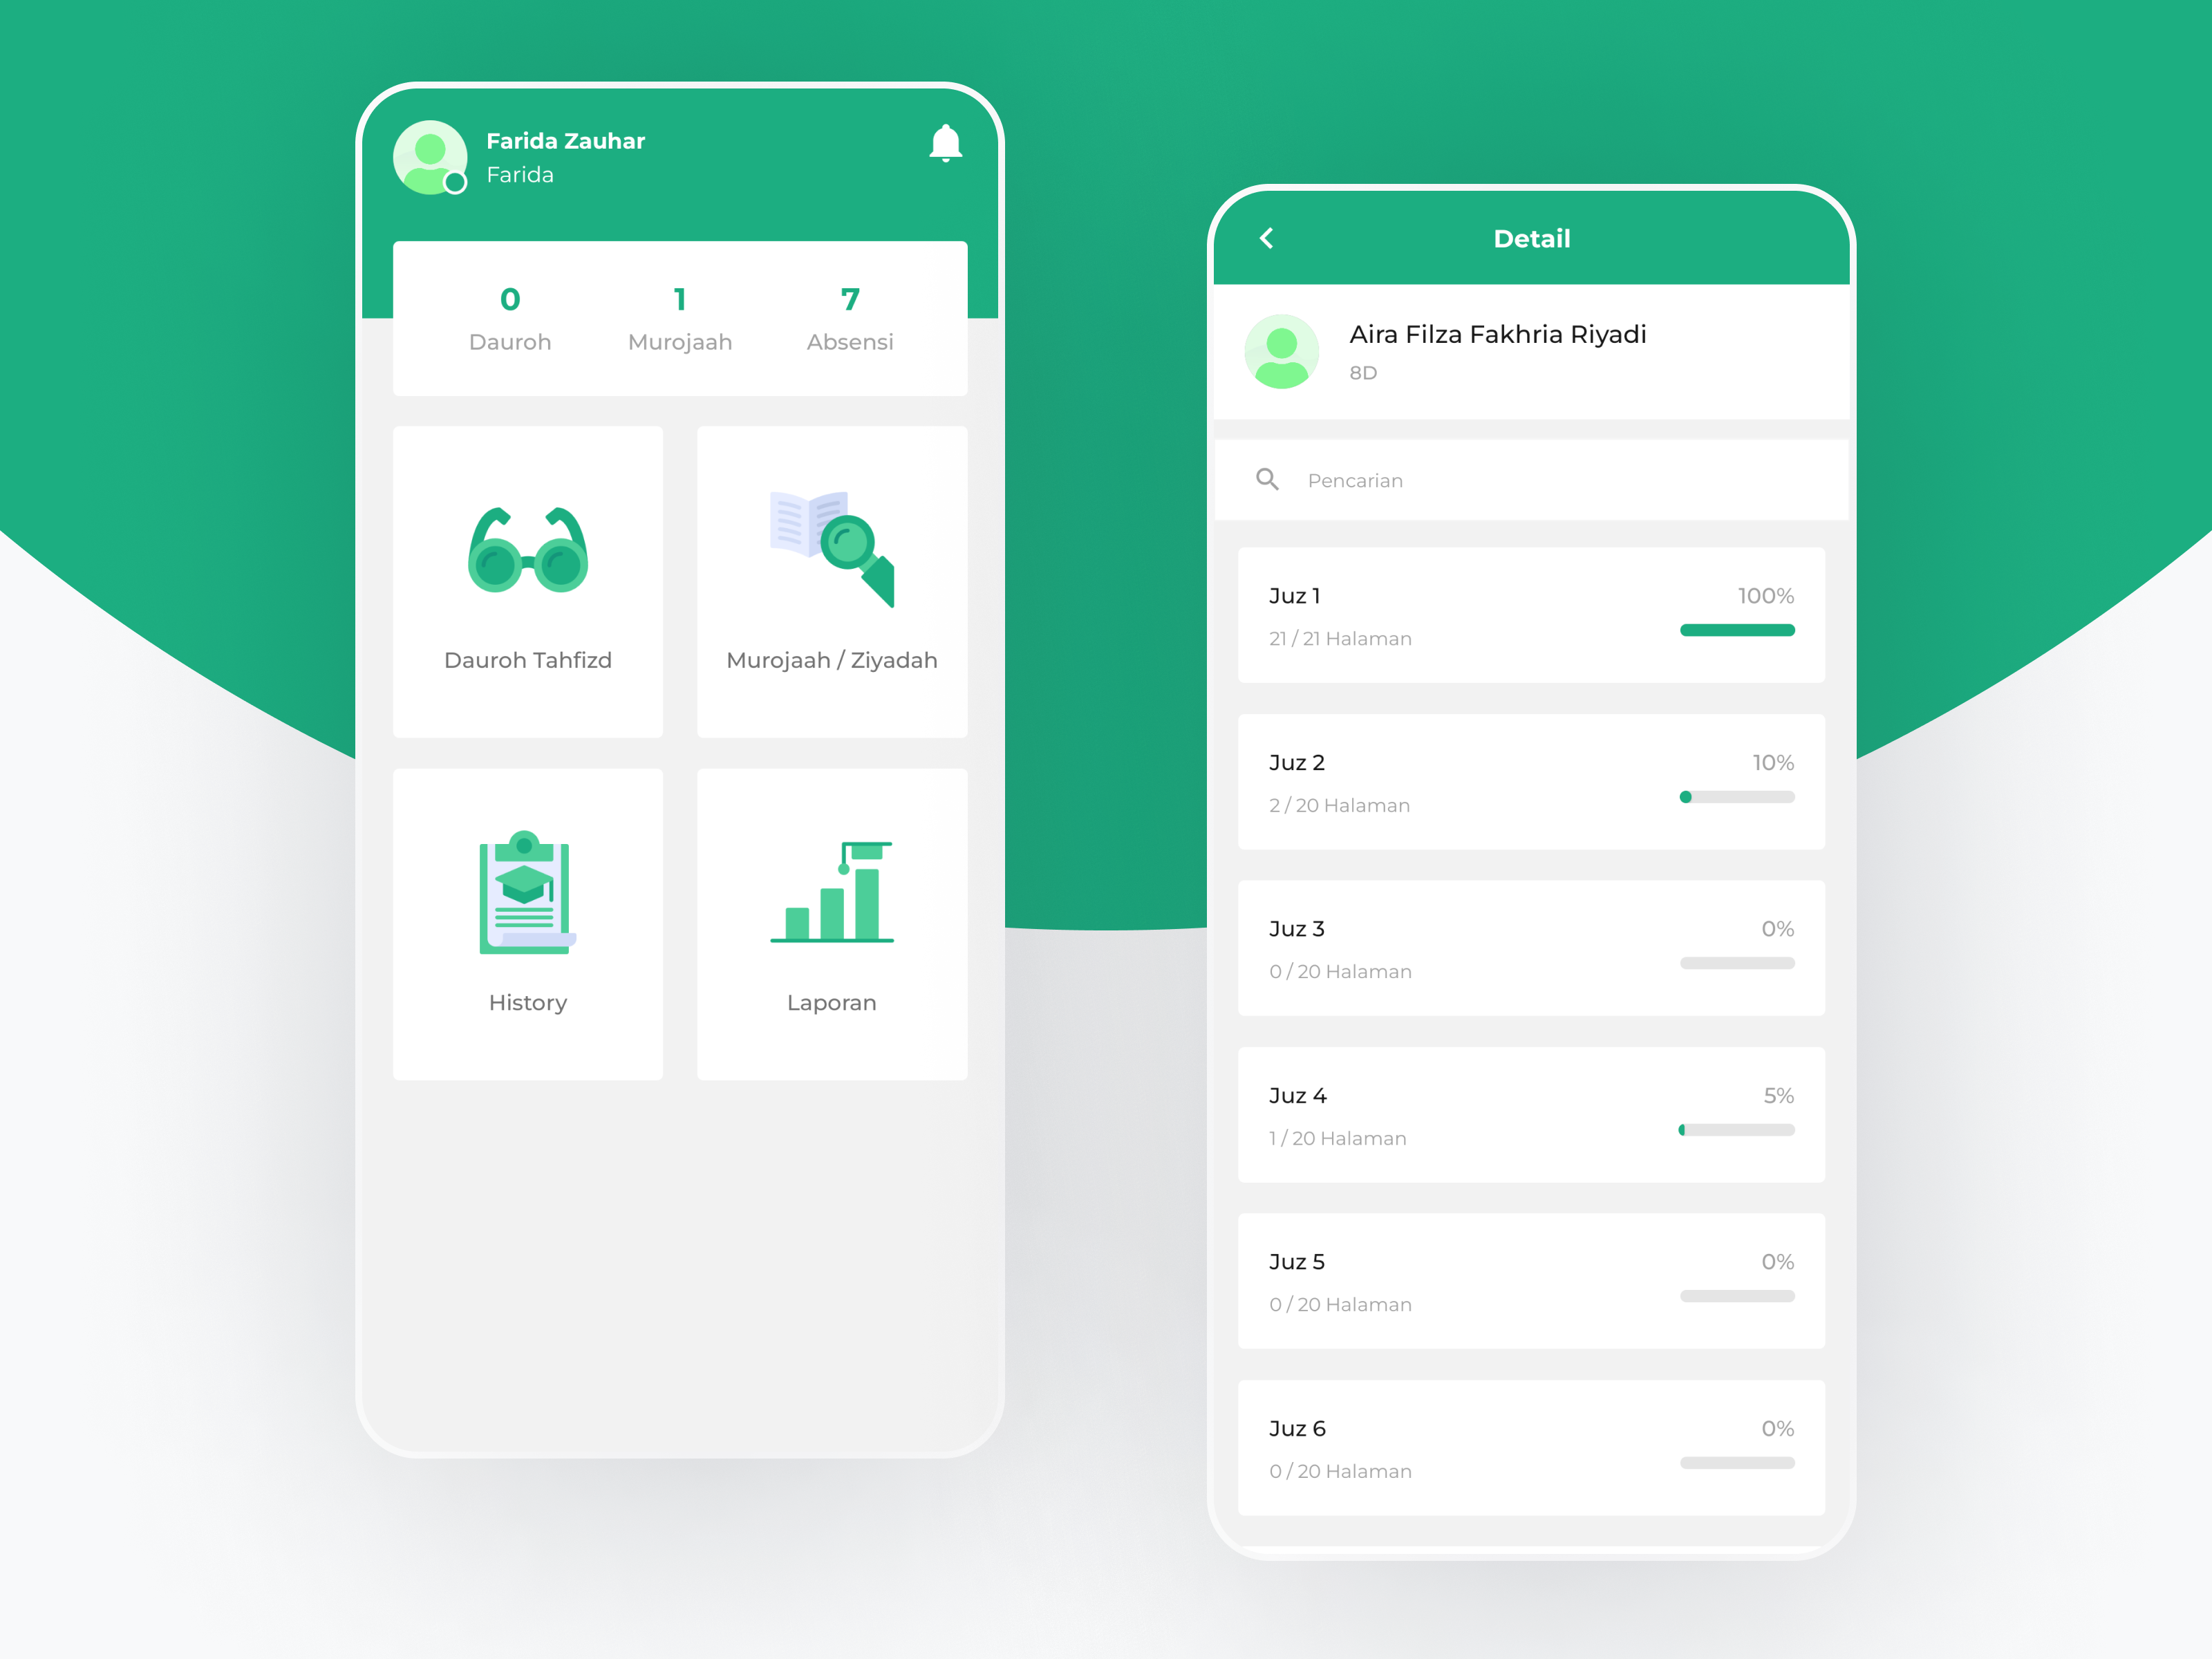 Farida Zauhar
Farida
0 1 7
Dauroh Murojaah Absensi
Dauroh Tahfizd
Murojaah / Ziyadah
History
Laporan
Detail
Aira Filza Fakhria Riyadi
8D
Pencarian
Juz 1 100%
21 / 21 Halaman
Juz 2 10%
2 / 20 Halaman
Juz 3 0%
0 / 20 Halaman
Juz 4 5%
1 / 20 Halaman
Juz 5 0%
0 / 20 Halaman
Juz 6 0%
0 / 20 Halaman